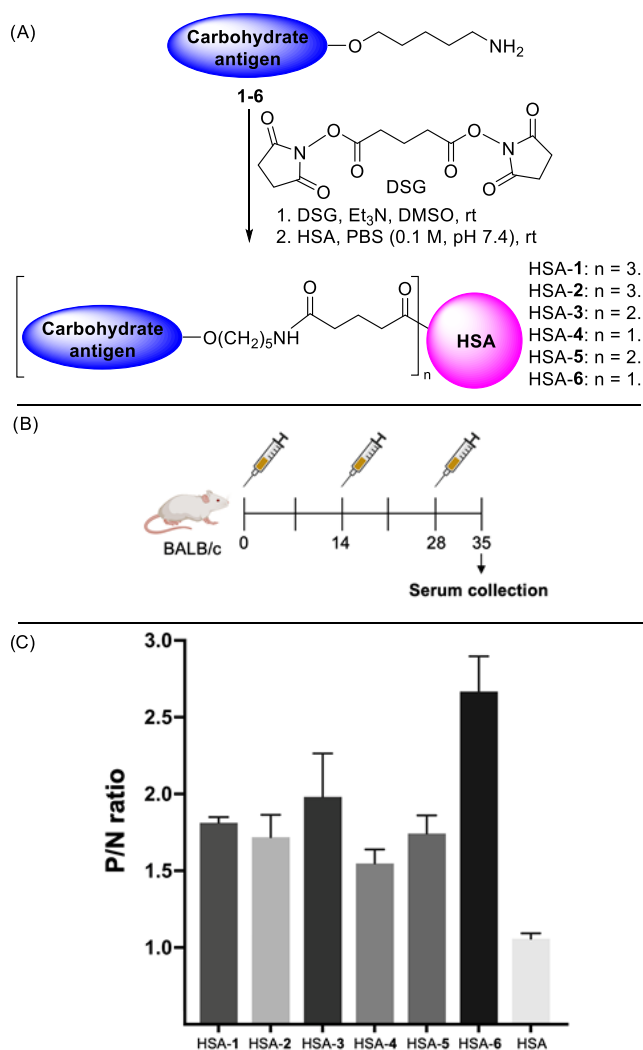 (A)
Carbohydrate
antigen
O
NH2
1-6
O
O
N
O
O
O
O
O
N
O
O
DSG
1. DSG, Et3N, DMSO, rt
2. HSA, PBS (0.1 M, pH 7.4), rt
Carbohydrate
antigen
O(CH2)5NH
O
O
n
HSA
HSA-1: n = 3.
HSA-2: n = 3.
HSA-3: n = 2.
HSA-4: n = 1.
HSA-5: n = 2.
HSA-6: n = 1.
(B)
BALB/c
0
14
28
35
Serum collection
(C)
P/N ratio
3.0
2.5
2.0
1.5
1.0
HSA-1
HSA-2
HSA-3
HSA-4
HSA-5
HSA-6
HSA